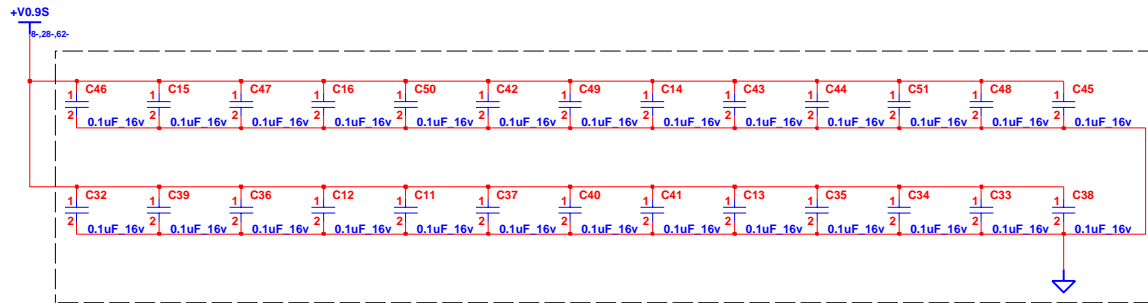 +V0.9S
8-,28-,62-
C46 C15 C47 C16 C50 C42 C49 C14 C43 C44 C51 C48 C45
1 1 1 1 1 1 1 1 1 1 1 1 1
2 2 2 2 2 2 2 2 2 2 2 2 2
0.1uF_16v 0.1uF_16v 0.1uF_16v 0.1uF_16v 0.1uF_16v 0.1uF_16v 0.1uF_16v 0.1uF_16v 0.1uF_16v 0.1uF_16v 0.1uF_16v 0.1uF_16v 0.1uF_16v
C32 C39 C36 C12 C11 C37 C40 C41 C13 C35 C34 C33 C38
1 1 1 1 1 1 1 1 1 1 1 1 1
2 2 2 2 2 2 2 2 2 2 2 2 2
0.1uF_16v 0.1uF_16v 0.1uF_16v 0.1uF_16v 0.1uF_16v 0.1uF_16v 0.1uF_16v 0.1uF_16v 0.1uF_16v 0.1uF_16v 0.1uF_16v 0.1uF_16v 0.1uF_16v